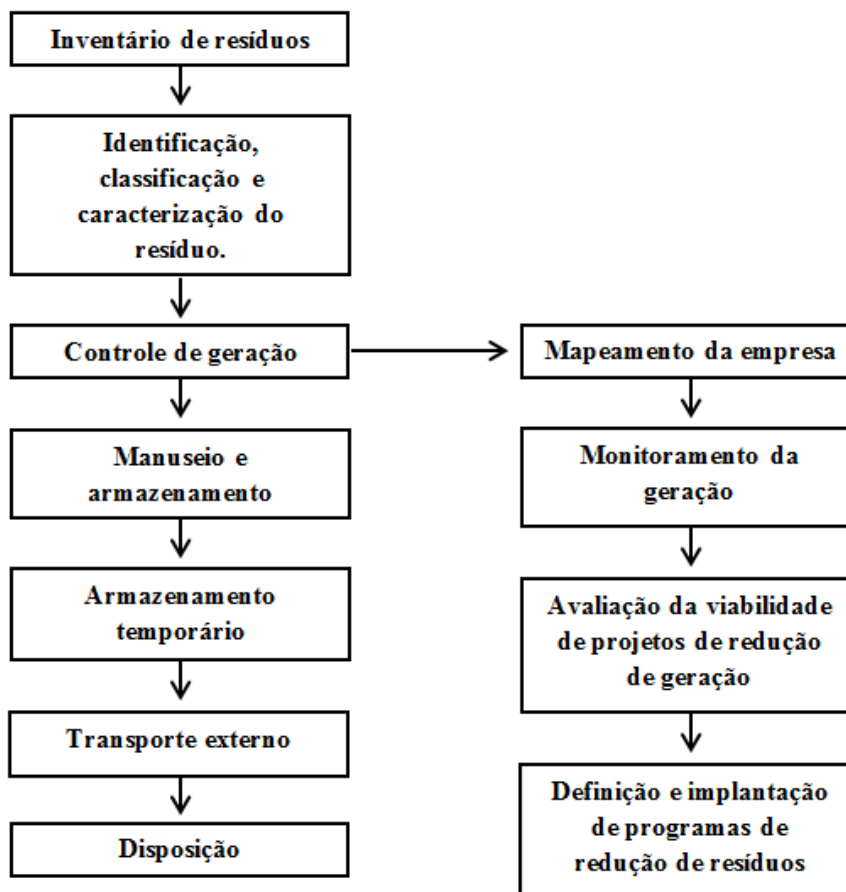 Inventário de resíduos
Identificação,
classificação e
caracterização do
resíduo.
Controle de geração
Manuseio e
armazenamento
Armazenamento
temporário
Transporte externo
Disposição
Mapeamento da empresa
Monitoramento da
geração
Avaliação da viabilidade
de projetos de redução
de geração
Definição e implantação
de programas de
redução de resíduos